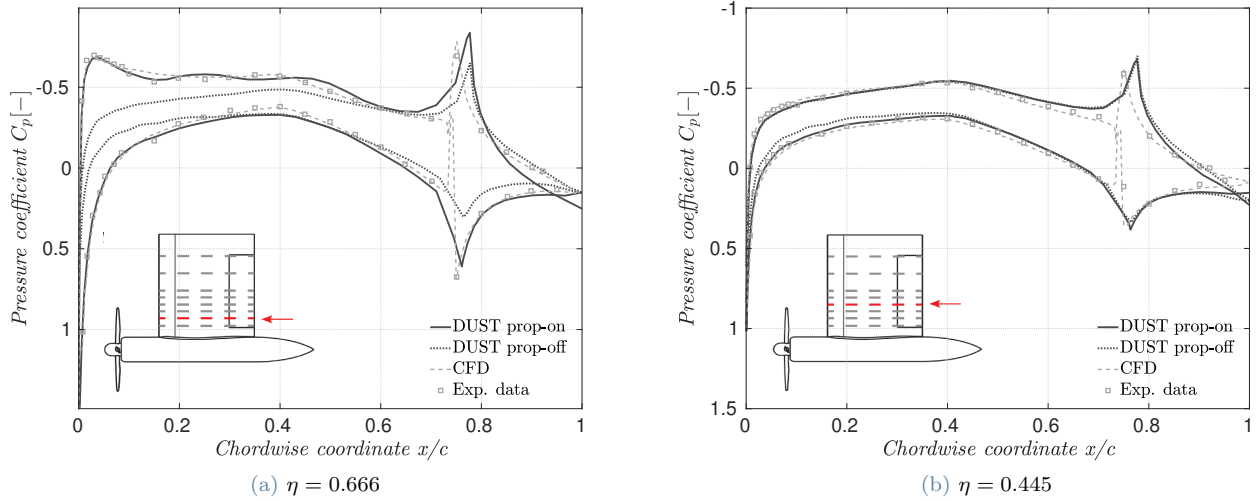 -0.5
0
0.5
1
Pressure coefficient C_p[−]
0 0.2 0.4 0.6 0.8 1
Chordwise coordinate x/c
DUST prop-on
DUST prop-off
CFD
Exp. data
(a) η = 0.666
-1
-0.5
0
0.5
1
1.5
Pressure coefficient C_p[−]
0 0.2 0.4 0.6 0.8 1
Chordwise coordinate x/c
DUST prop-on
DUST prop-off
CFD
Exp. data
(b) η = 0.445